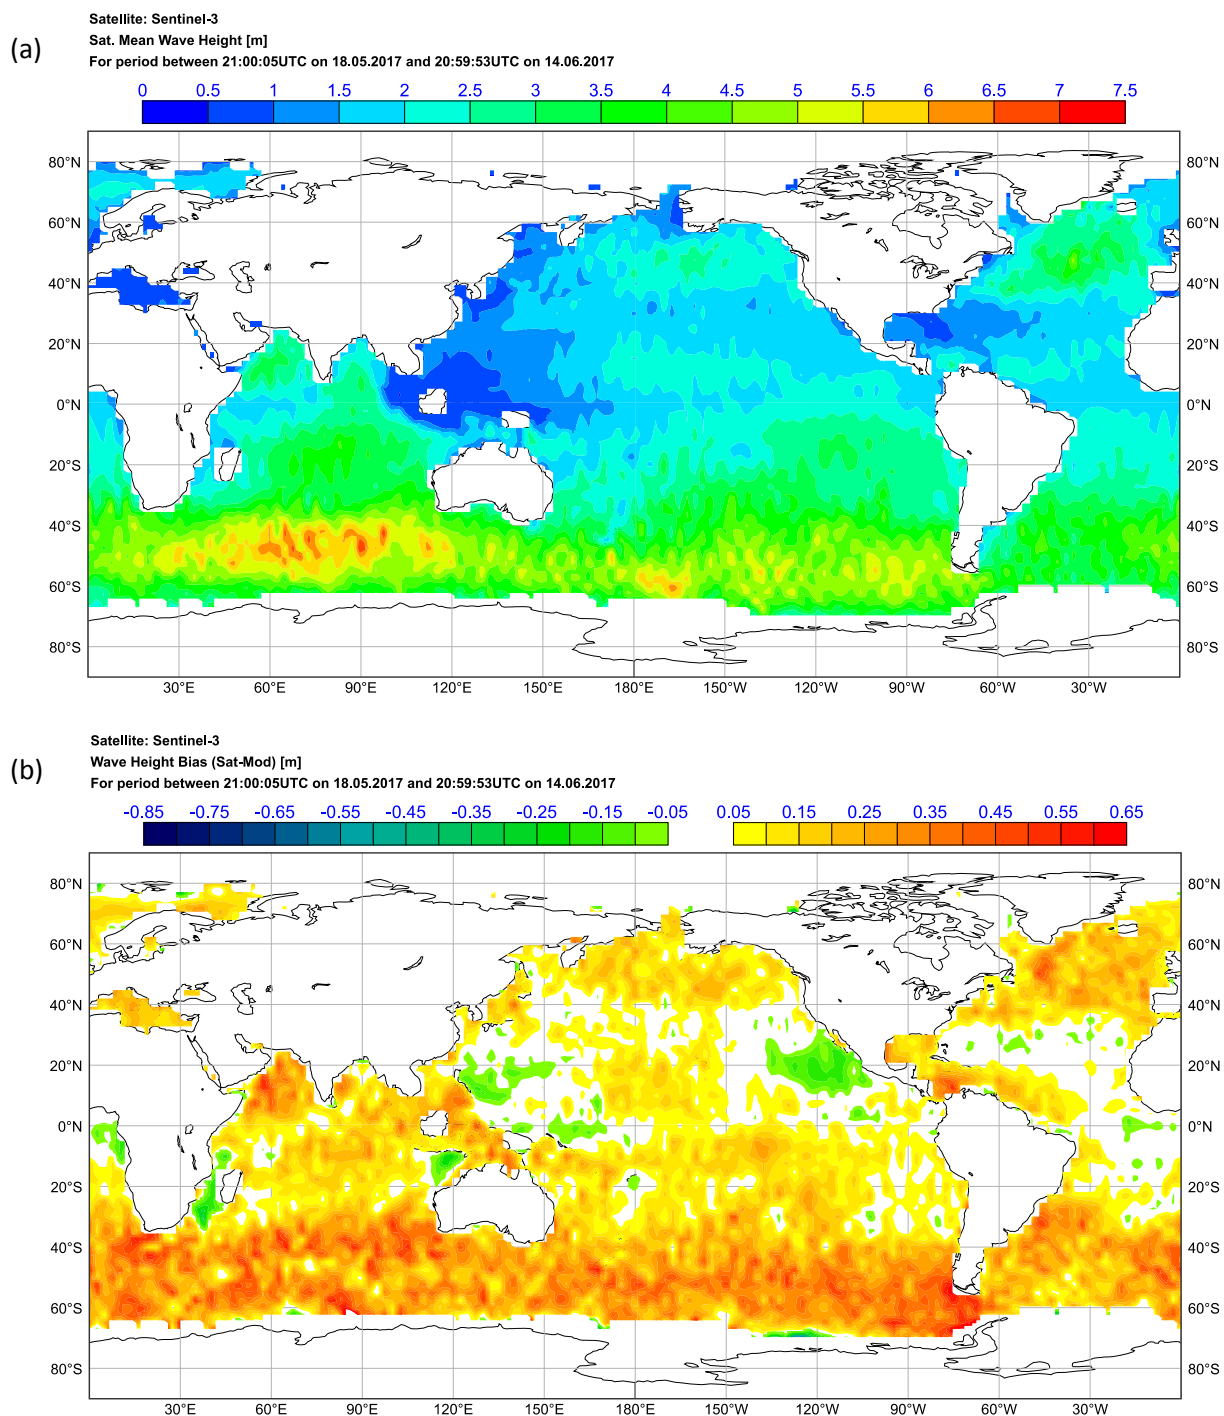 Satellite: Sentinel-3
(a)
Sat. Mean Wave Height [m]
For period between 21:00:05UTC on 18.05.2017 and 20:59:53UTC on 14.06.2017
0 0.5 1 1.5 2 2.5 3 3.5 4 4.5 5 5.5 6 6.5 7 7.5
80°N 80°N
60°N 60°N
40°N 40°N
20°N 20°N
0°N 0°N
20°S 20°S
40°S 40°S
60°S 60°S
80°S 80°S
30°E 60°E 90°E 120°E 150°E 180°E 150°W 120°W 90°W 60°W 30°W
Satellite: Sentinel-3
(b)
Wave Height Bias (Sat-Mod) [m]
For period between 21:00:05UTC on 18.05.2017 and 20:59:53UTC on 14.06.2017
-0.85 -0.75 -0.65 -0.55 -0.45 -0.35 -0.25 -0.15 -0.05 0.05 0.15 0.25 0.35 0.45 0.55 0.65
80°N 80°N
60°N 60°N
40°N 40°N
20°N 20°N
0°N 0°N
20°S 20°S
40°S 40°S
60°S 60°S
80°S 80°S
30°E 60°E 90°E 120°E 150°E 180°E 150°W 120°W 90°W 60°W 30°W